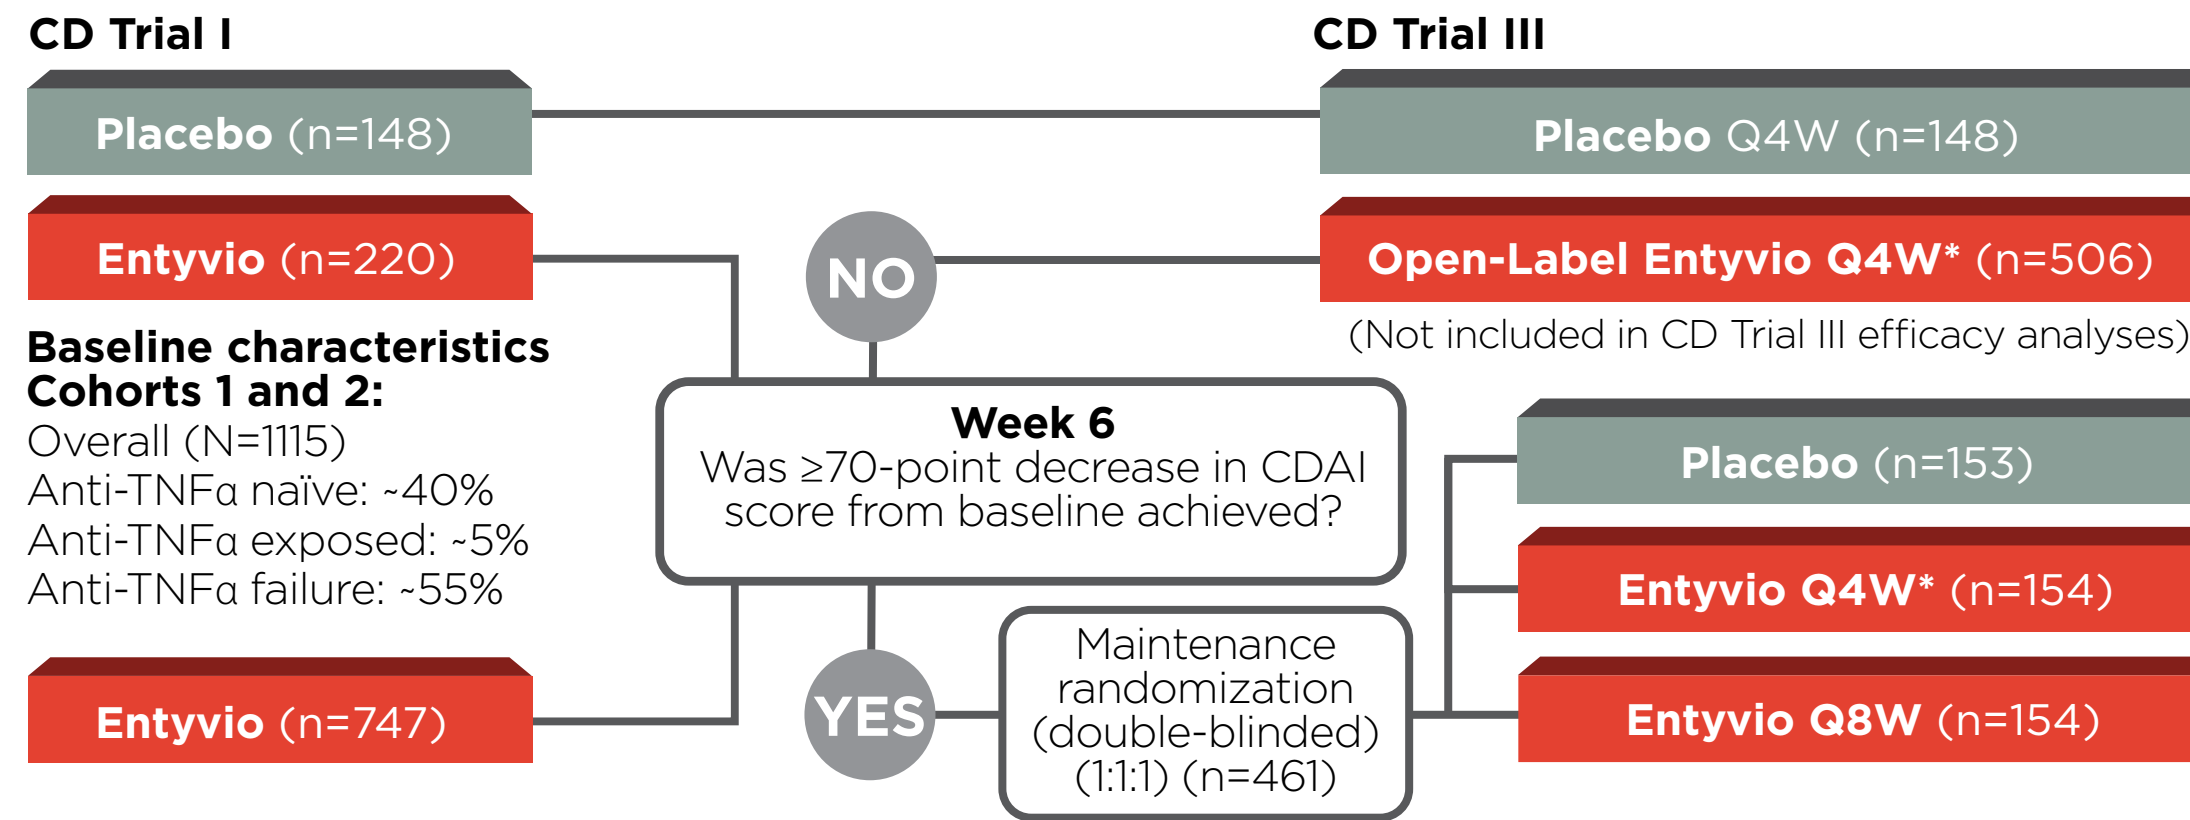 CD Trial I
Placebo (n=148)
Entyvio (n=220)
Baseline characteristics
Cohorts 1 and 2:
Overall (N=1115)
Anti-TNFα naïve: ~40%
Anti-TNFα exposed: ~5%
Anti-TNFα failure: ~55%
Entyvio (n=747)
NO
Week 6
Was ≥70-point decrease in CDAI
score from baseline achieved?
YES
Maintenance
randomization
(double-blinded)
(1:1:1) (n=461)
CD Trial III
Placebo Q4W (n=148)
Open-Label Entyvio Q4W* (n=506)
(Not included in CD Trial III efficacy analyses)
Placebo (n=153)
Entyvio Q4W* (n=154)
Entyvio Q8W (n=154)